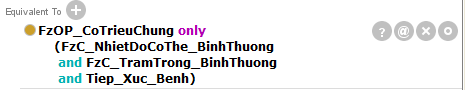 Equivalent To
FzOP_CoTrieuChung only
(FzC_NhietDoCoThe_BinhThuong
and FzC_TramTrong_BinhThuong
and Tiep_Xuc_Benh)